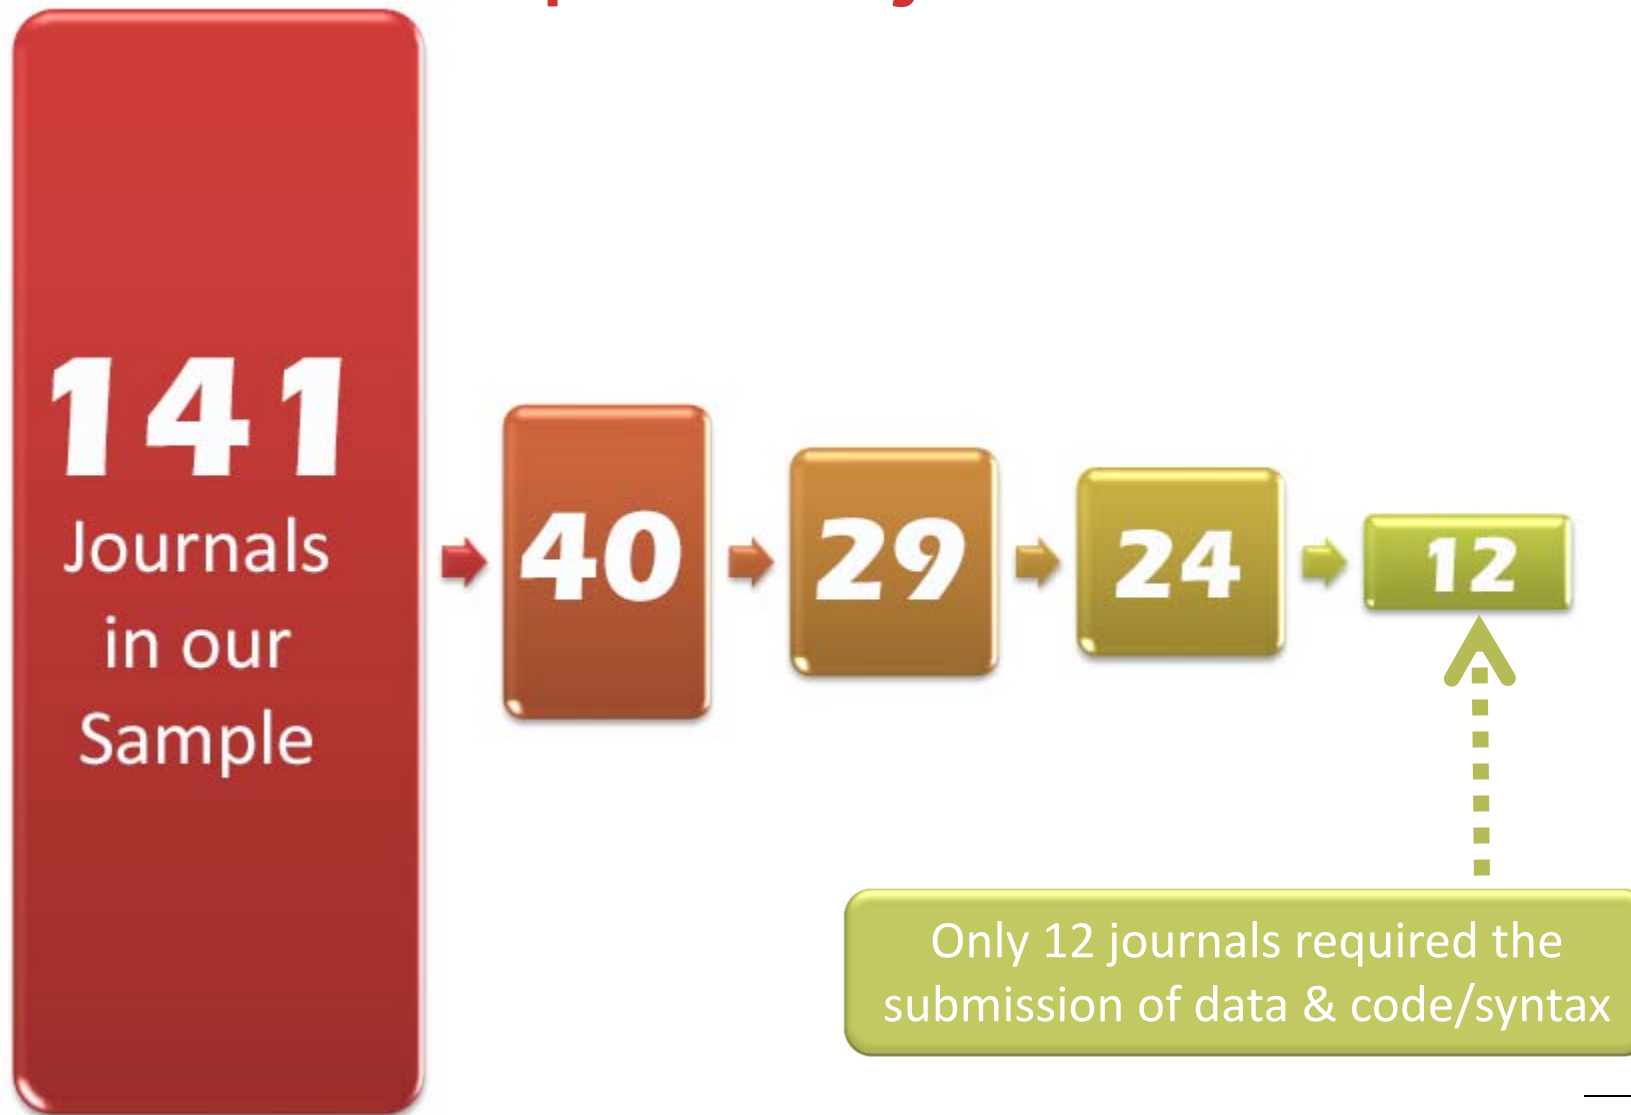 141
Journals
in our
Sample
40
29
24
12
Only 12 journals required the
submission of data & code/syntax